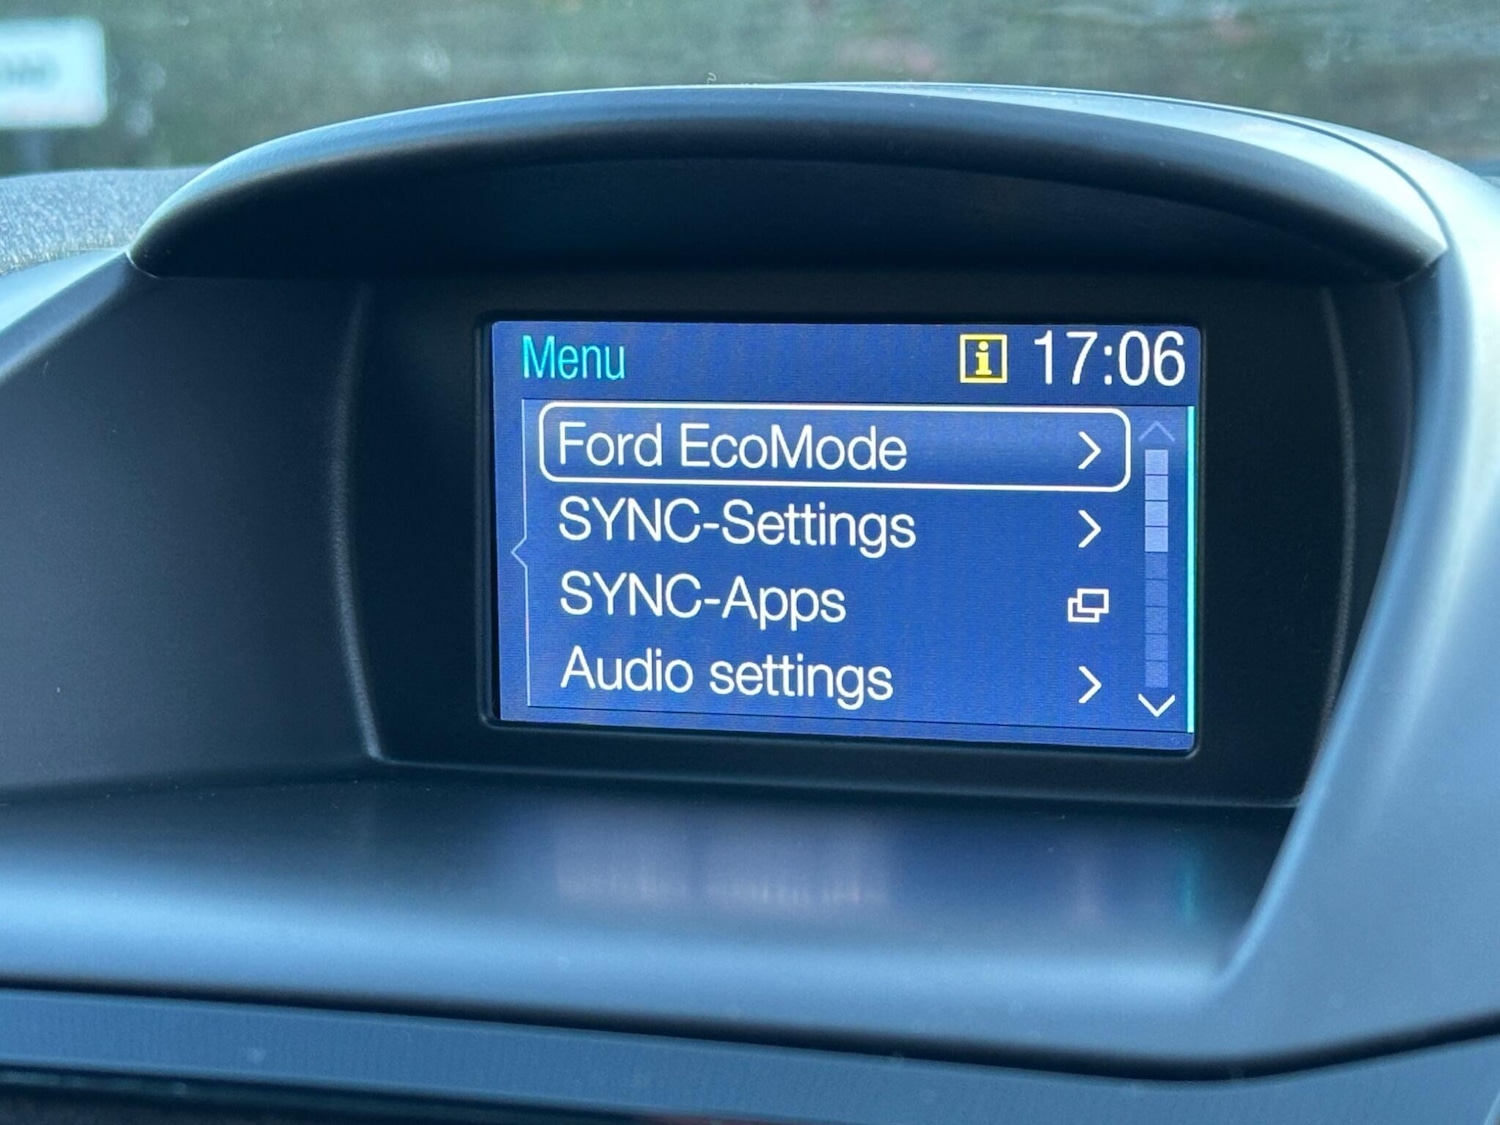 Menu i 17:06
Ford EcoMode
SYNC-Settings
SYNC-Apps
Audio settings